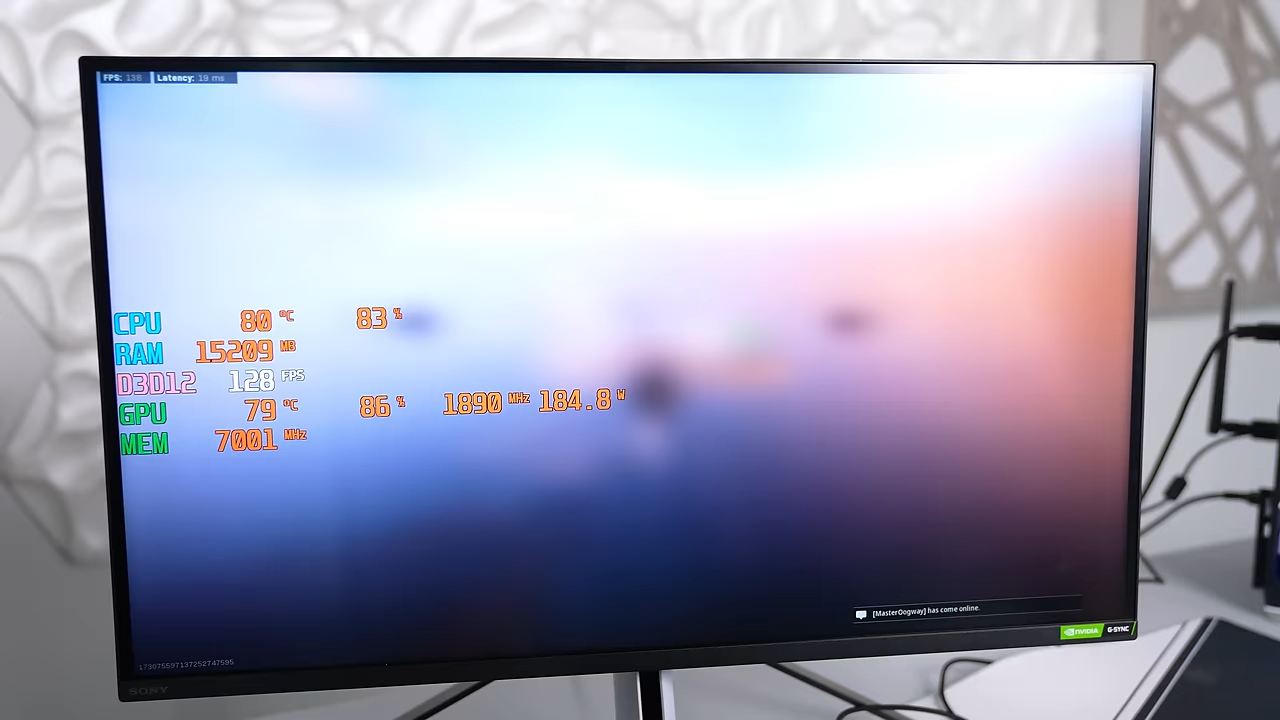 FPS: 138 Latency: 19 ms
CPU 80 °C 83 %
RAM 15209 MB
D3D12 128 FPS
GPU 79 °C 86 % 1890 MHz 184.8 W
MEM 7001 MHz
[MasterOogway] has come online.
NVIDIA G-SYNC
173075597137252747595
SONY